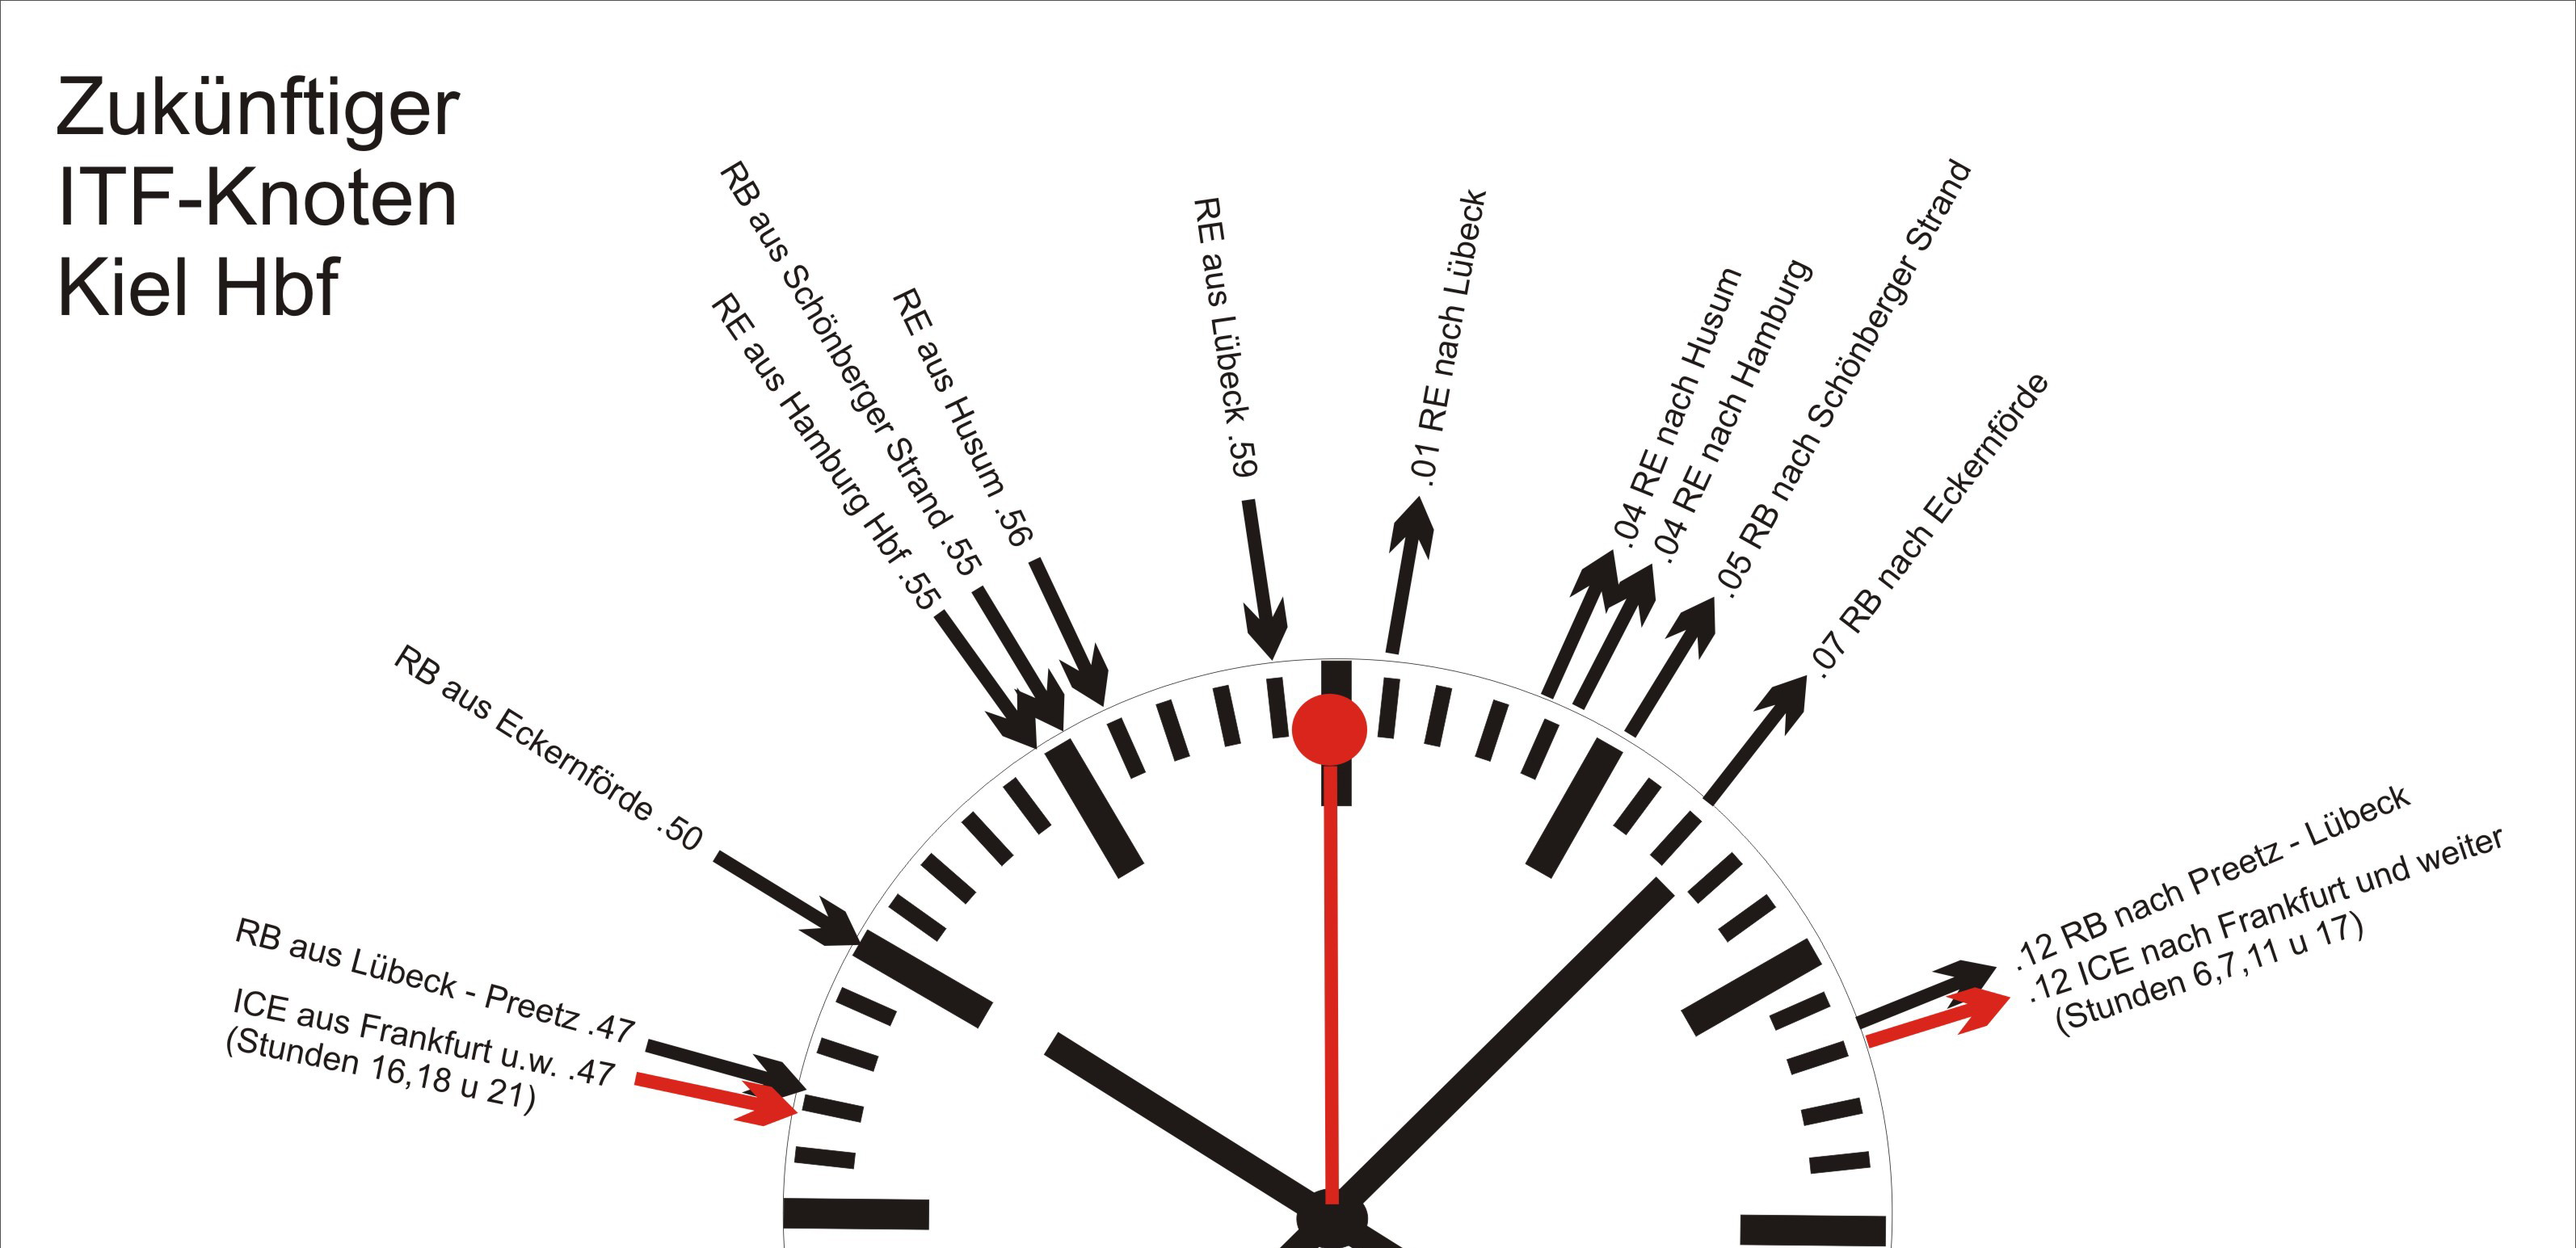 Zukünftiger
ITF-Knoten
Kiel Hbf
RB aus Lübeck - Preetz .47
ICE aus Frankfurt u.w. .47
(Stunden 16,18 u 21)
RB aus Eckernförde .50
RE aus Hamburg Hbf .55
RB aus Schönberger Strand .55
RE aus Husum .56
RE aus Lübeck .59
.01 RE nach Lübeck
.04 RE nach Husum
.04 RE nach Hamburg
.05 RB nach Schönberger Strand
.07 RB nach Eckernförde
.12 RB nach Preetz - Lübeck
.12 ICE nach Frankfurt und weiter
(Stunden 6,7,11 u 17)